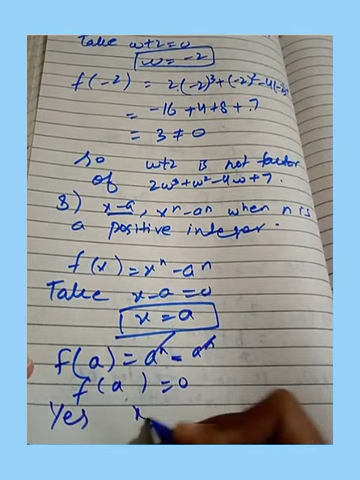 Take w+2=0
w=-2
f(-2) = 2(-2)³+(-2)²-4(-2)+
= -16+4+8+7
= 3≠0
So w+2 is not factor
of 2w³+w²-4w+7.
8) x-a, xⁿ-aⁿ when n is
a positive integer.
f(x)=xⁿ-aⁿ
Take x-a=0
x=a
f(a)=aⁿ-aⁿ
f(a)=0
Yes